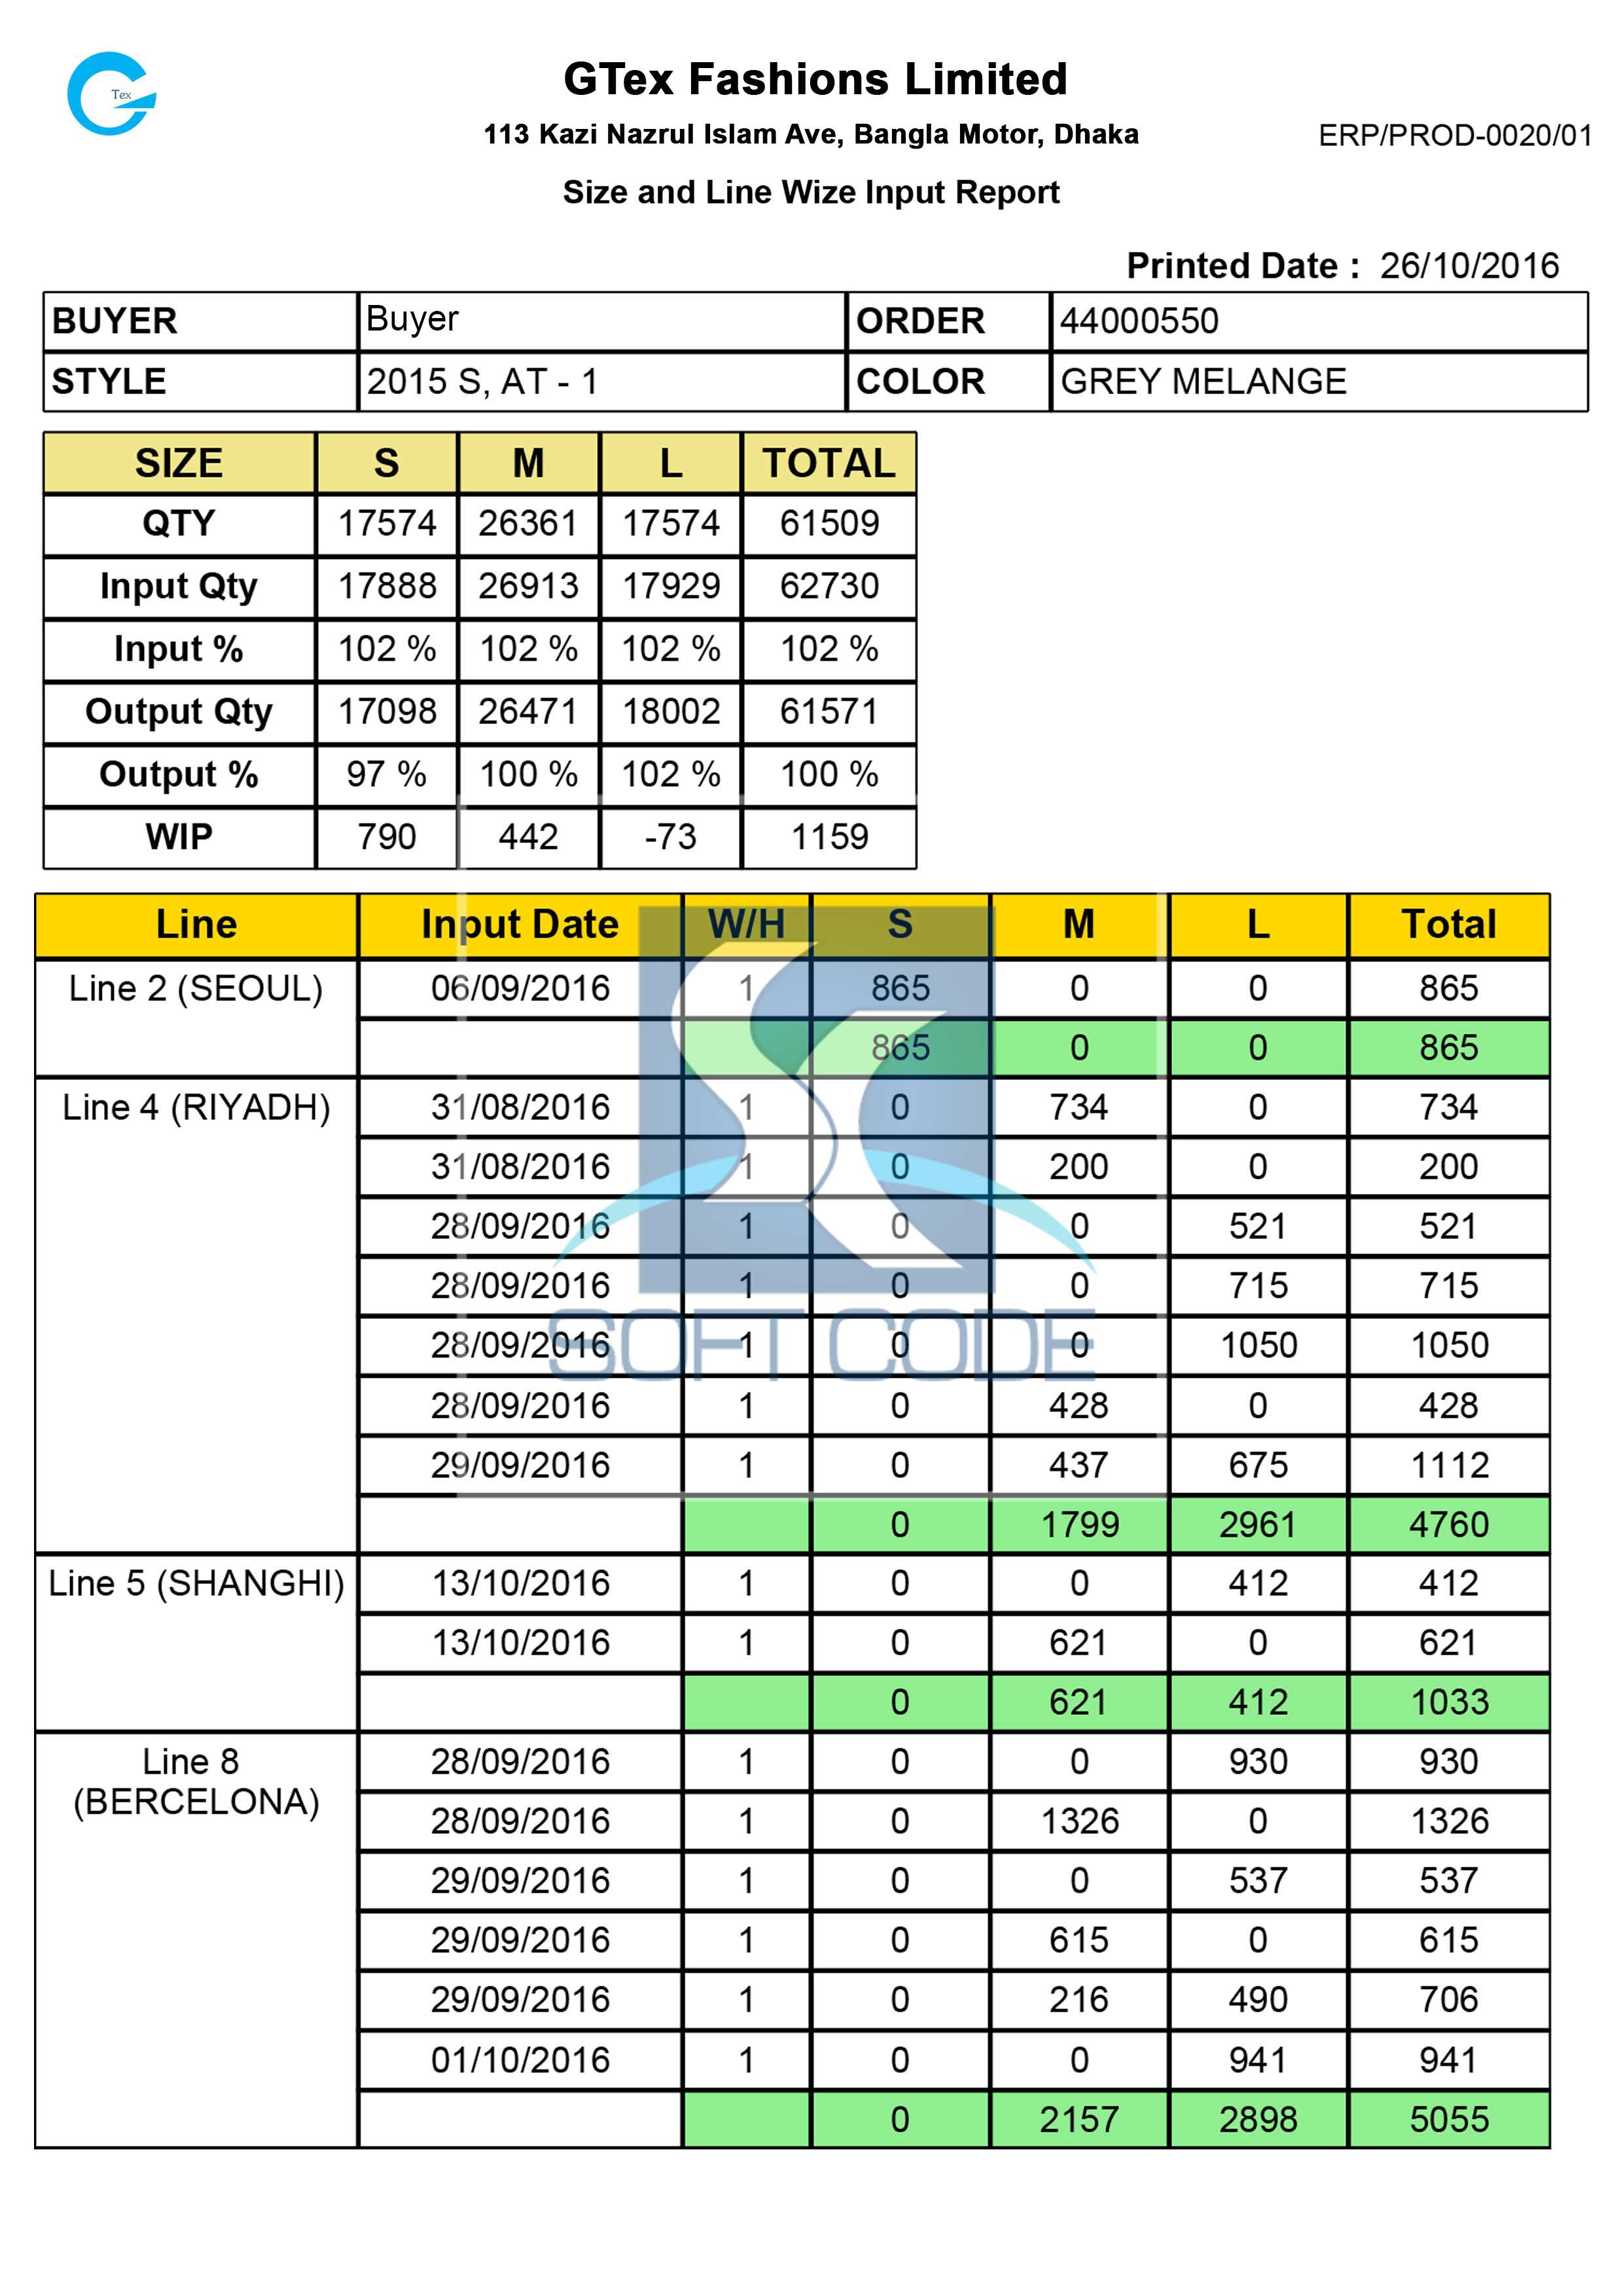 Tex
GTex Fashions Limited
113 Kazi Nazrul Islam Ave, Bangla Motor, Dhaka
ERP/PROD-0020/01
Size and Line Wize Input Report
Printed Date : 26/10/2016
BUYER Buyer ORDER 44000550
STYLE 2015 S, AT - 1 COLOR GREY MELANGE
SIZE S M L TOTAL
QTY 17574 26361 17574 61509
Input Qty 17888 26913 17929 62730
Input % 102 % 102 % 102 % 102 %
Output Qty 17098 26471 18002 61571
Output % 97 % 100 % 102 % 100 %
WIP 790 442 -73 1159
Line Input Date W/H S M L Total
Line 2 (SEOUL) 06/09/2016 1 865 0 0 865
865 0 0 865
Line 4 (RIYADH) 31/08/2016 1 0 734 0 734
31/08/2016 1 0 200 0 200
28/09/2016 1 0 0 521 521
28/09/2016 1 0 0 715 715
28/09/2016 1 0 0 1050 1050
SOFT CODE
28/09/2016 1 0 428 0 428
29/09/2016 1 0 437 675 1112
0 1799 2961 4760
Line 5 (SHANGHI) 13/10/2016 1 0 0 412 412
13/10/2016 1 0 621 0 621
0 621 412 1033
Line 8 28/09/2016 1 0 0 930 930
(BERCELONA)
28/09/2016 1 0 1326 0 1326
29/09/2016 1 0 0 537 537
29/09/2016 1 0 615 0 615
29/09/2016 1 0 216 490 706
01/10/2016 1 0 0 941 941
0 2157 2898 5055